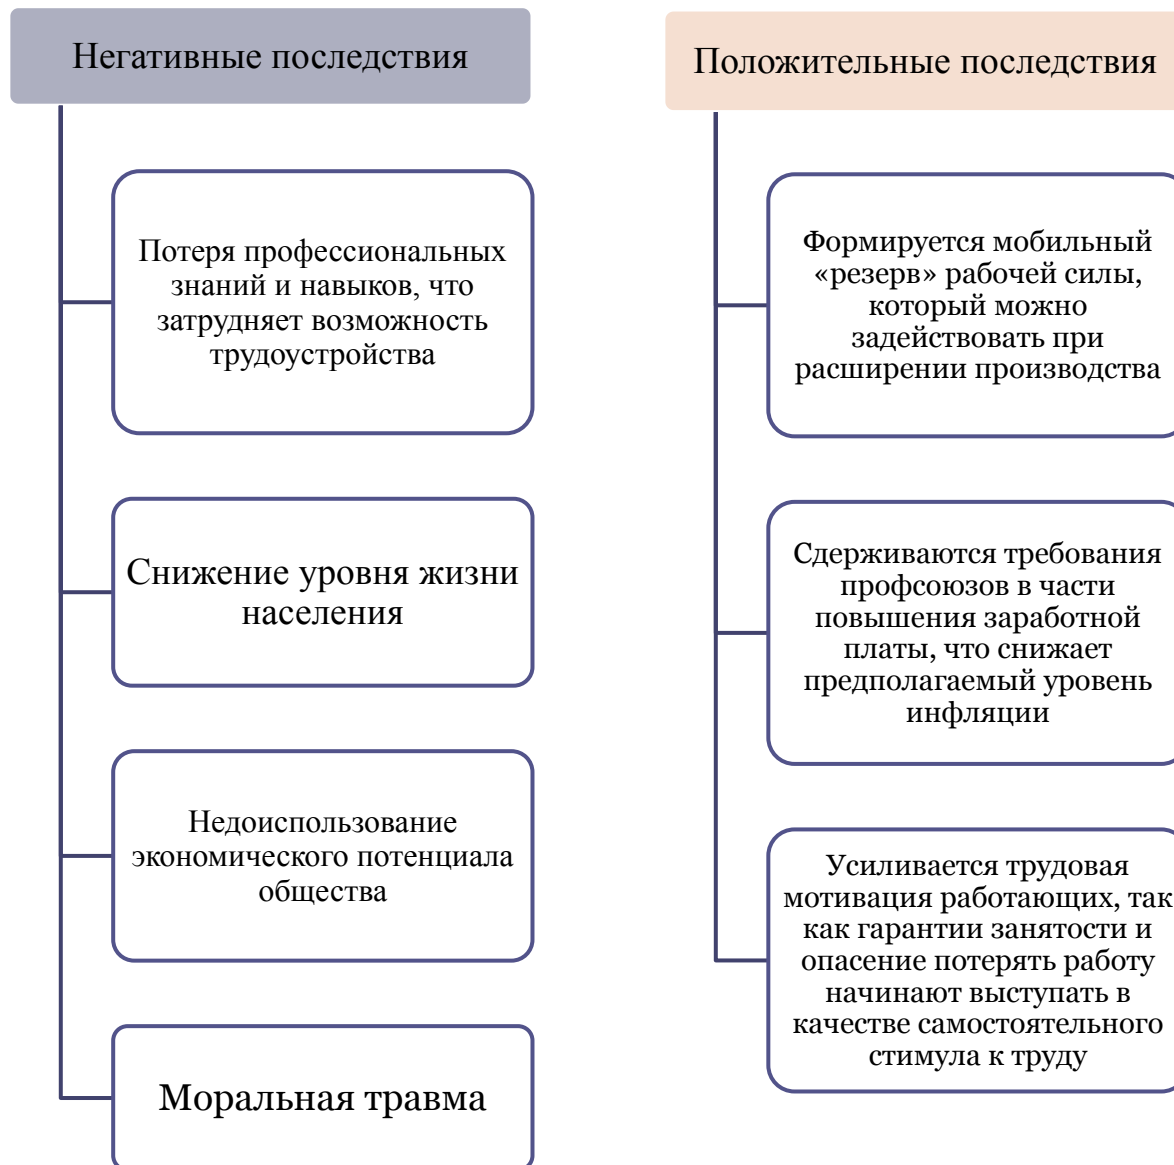 Негативные последствия
Потеря профессиональных
знаний и навыков, что
затрудняет возможность
трудоустройства
Снижение уровня жизни
населения
Недоиспользование
экономического потенциала
общества
Моральная травма
Положительные последствия
Формируется мобильный
«резерв» рабочей силы,
который можно
задействовать при
расширении производства
Сдерживаются требования
профсоюзов в части
повышения заработной
платы, что снижает
предполагаемый уровень
инфляции
Усиливается трудовая
мотивация работающих, так
как гарантии занятости и
опасение потерять работу
начинают выступать в
качестве самостоятельного
стимула к труду